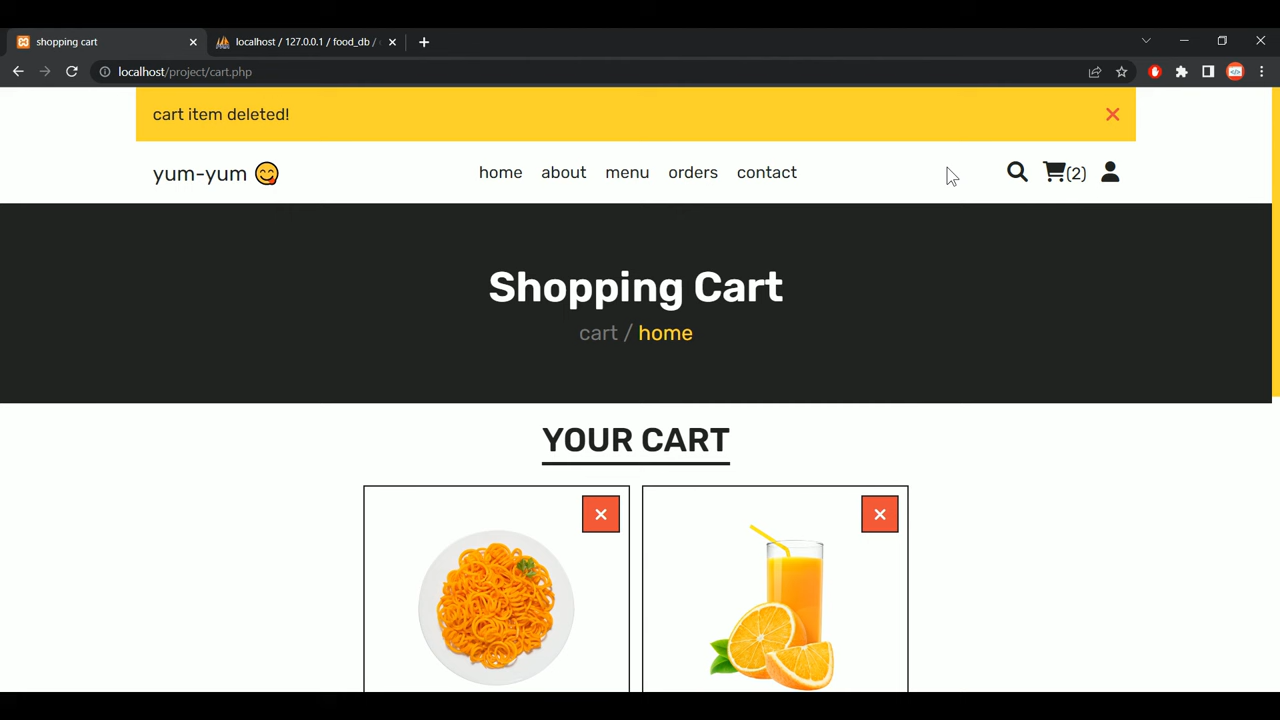 shopping cart
localhost / 127.0.0.1 / food_db /
localhost/project/cart.php
cart item deleted!
yum-yum 😋
home about menu orders contact
(2)
Shopping Cart
cart / home
YOUR CART